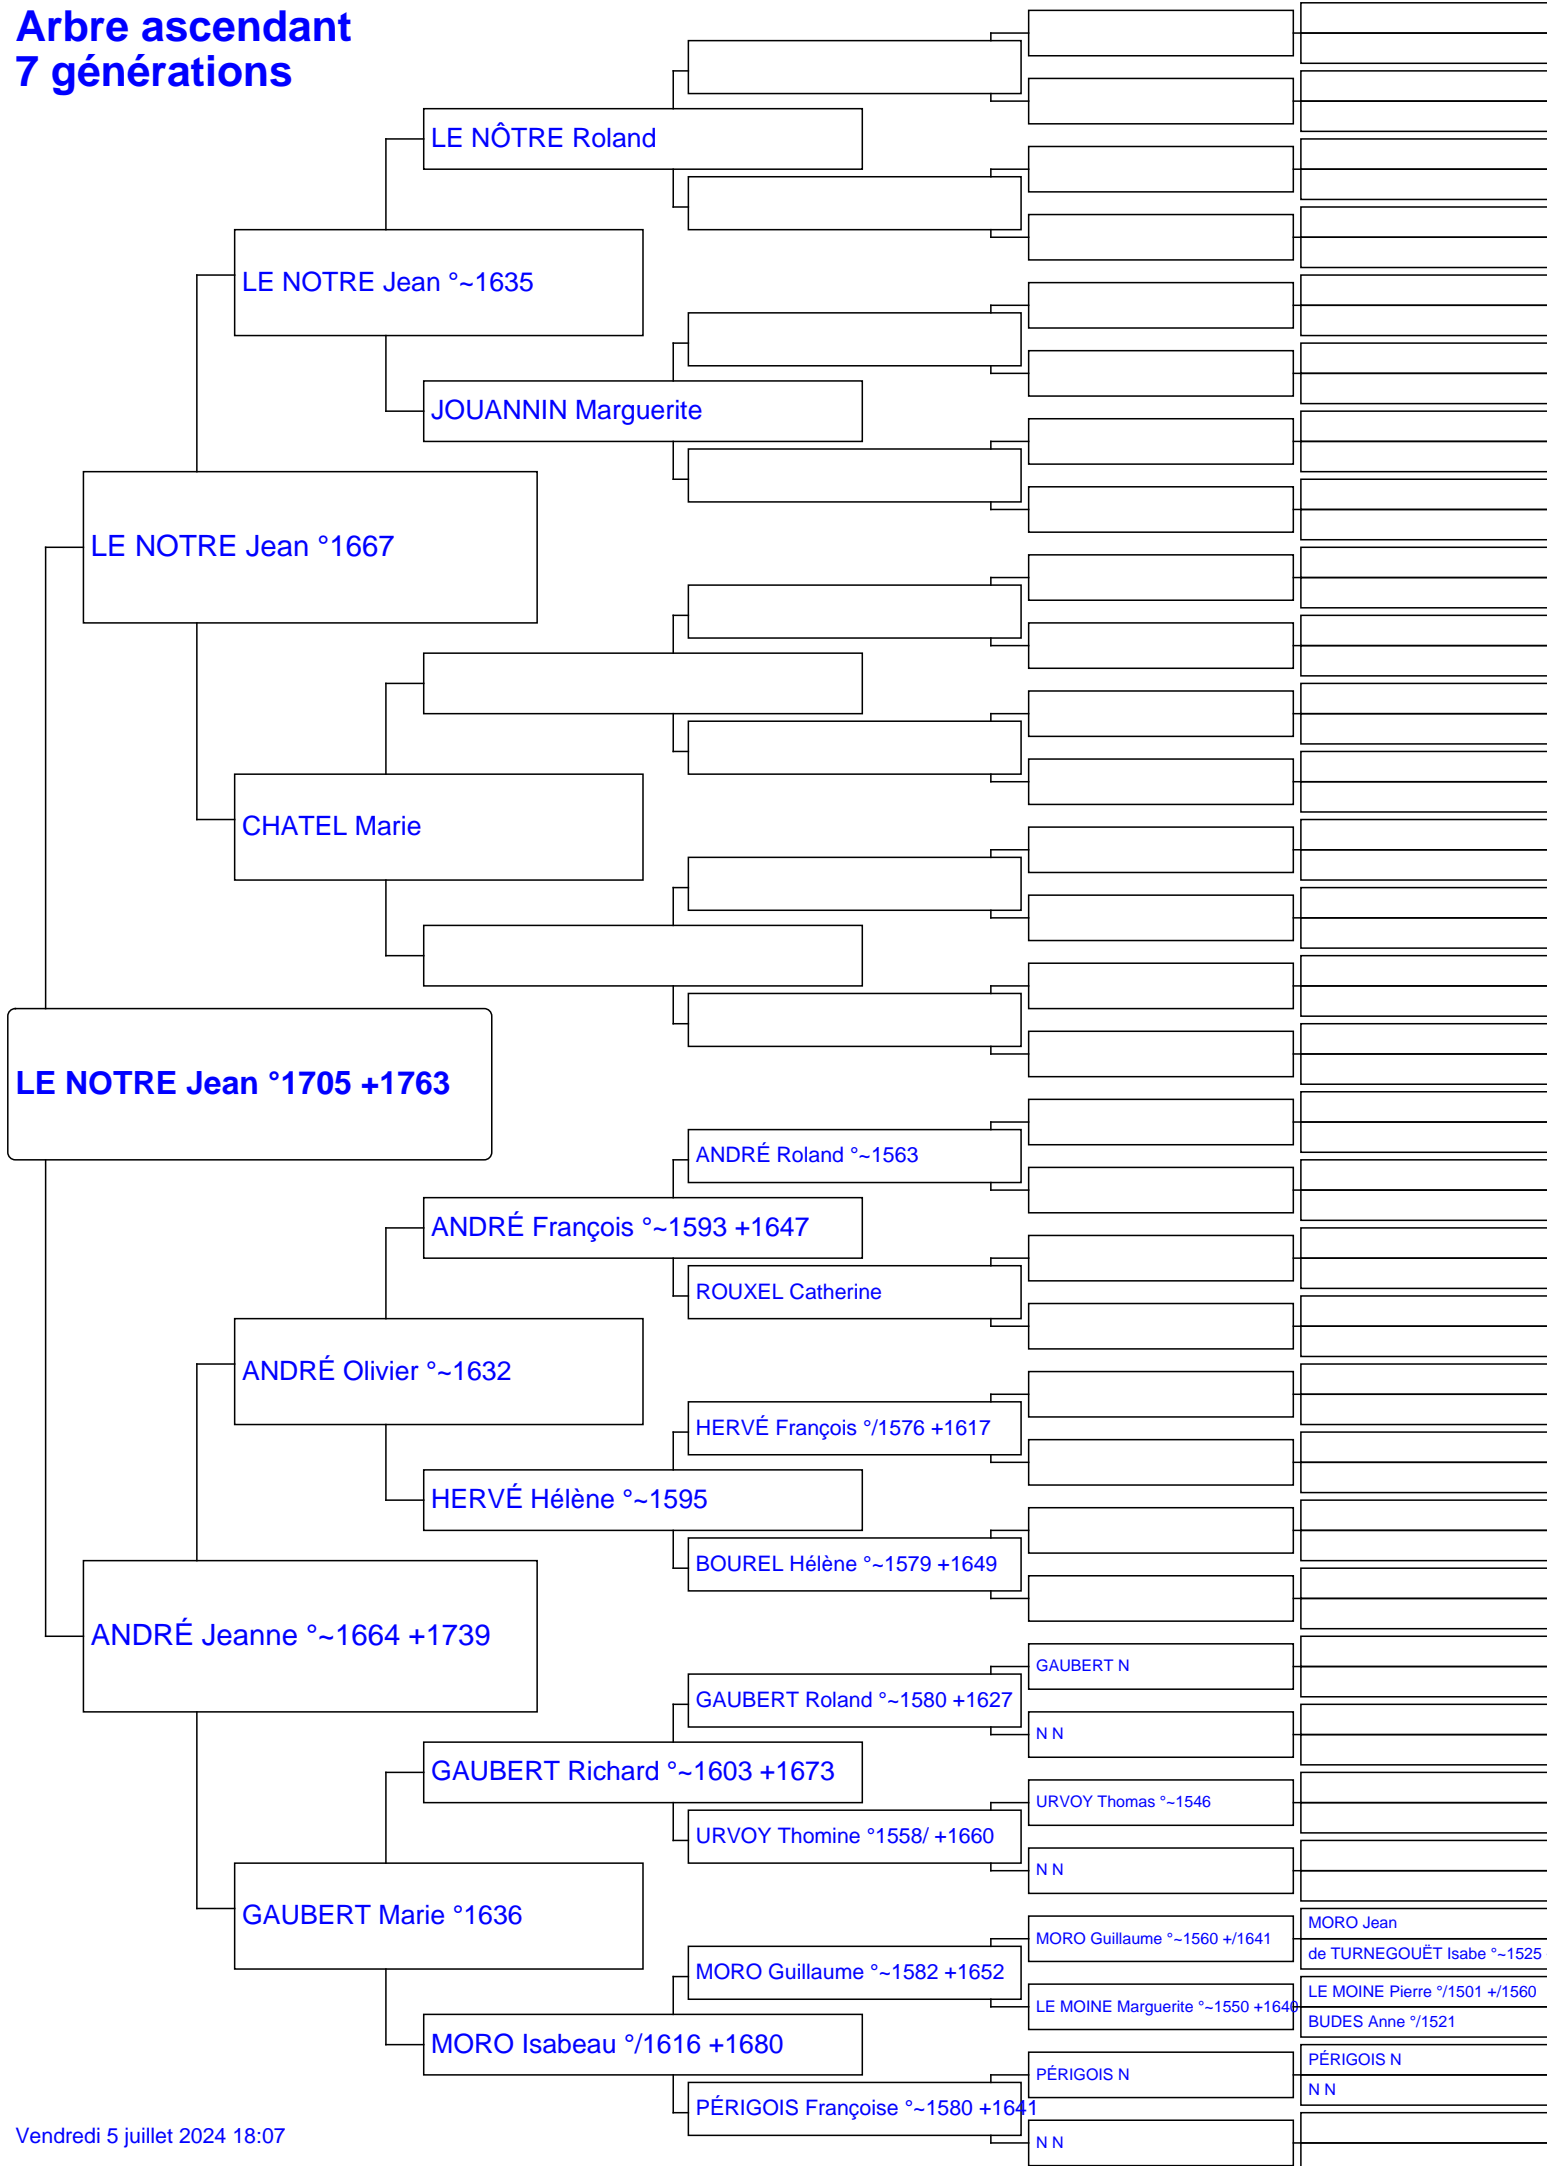 Arbre ascendant
7 générations
LE NÔTRE Roland
LE NOTRE Jean °~1635
JOUANNIN Marguerite
LE NOTRE Jean °1667
CHATEL Marie
LE NOTRE Jean °1705 +1763
ANDRÉ Roland °~1563
ANDRÉ François °~1593 +1647
ROUXEL Catherine
ANDRÉ Olivier °~1632
HERVÉ François °/1576 +1617
HERVÉ Hélène °~1595
BOUREL Hélène °~1579 +1649
ANDRÉ Jeanne °~1664 +1739
GAUBERT N
GAUBERT Roland °~1580 +1627
N N
GAUBERT Richard °~1603 +1673
URVOY Thomas °~1546
URVOY Thomine °1558/ +1660
N N
GAUBERT Marie °1636
MORO Jean
MORO Guillaume °~1560 +/1641
de TURNEGOUËT Isabe °~1525
MORO Guillaume °~1582 +1652
LE MOINE Pierre °/1501 +/1560
LE MOINE Marguerite °~1550 +1640
BUDES Anne °/1521
MORO Isabeau °/1616 +1680
PÉRIGOIS N
PÉRIGOIS N
N N
PÉRIGOIS Françoise °~1580 +1641
N N
Vendredi 5 juillet 2024 18:07